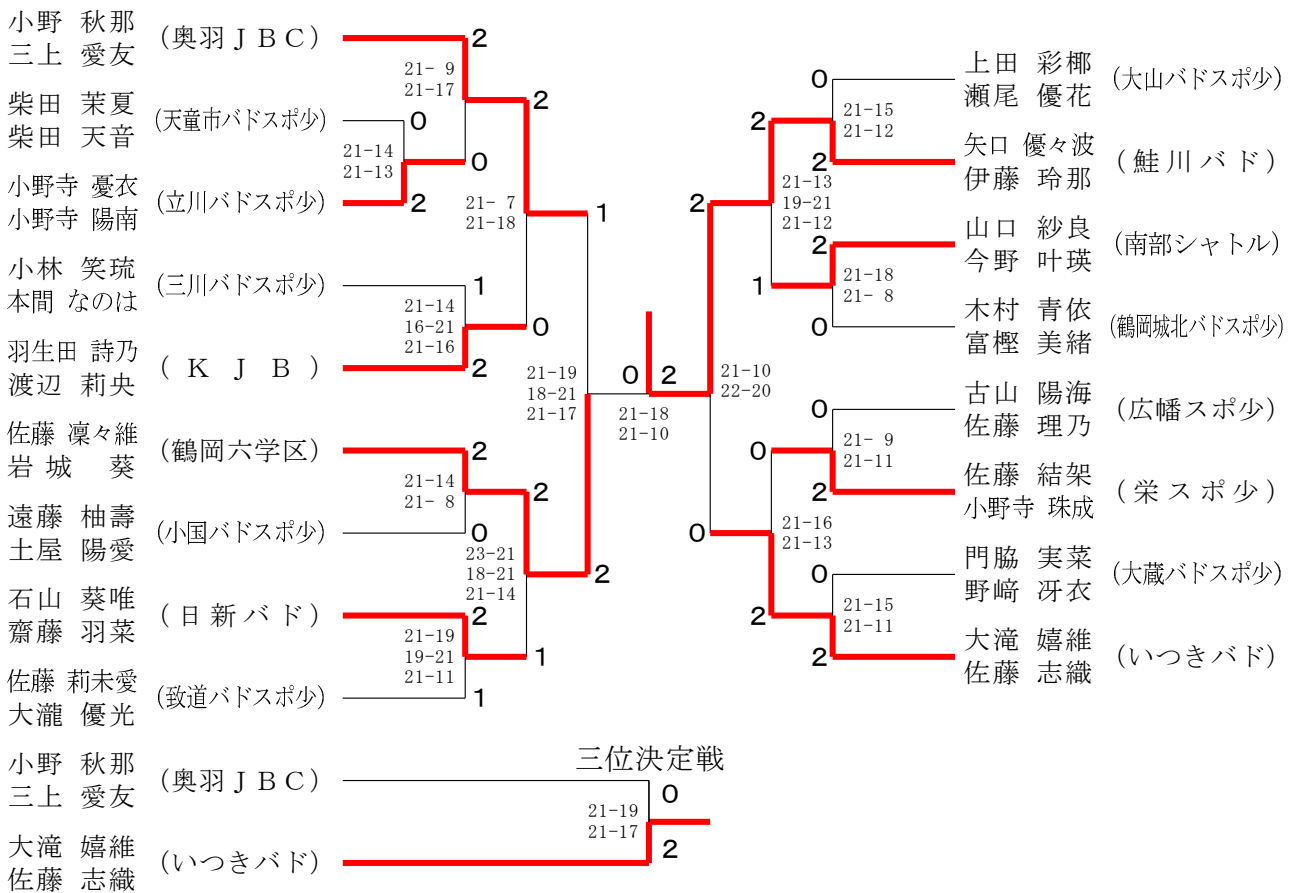 小野 秋那
三上 愛友
(奥羽ＪＢＣ)
2
21- 9
21-17
柴田 茉夏
柴田 天音
(天童市バドスポ少)
0
21-14
21-13
2
0
小野寺 憂衣
小野寺 陽南
(立川バドスポ少)
2
21- 7
21-18
1
小林 笑琉
本間 なのは
(三川バドスポ少)
1
21-14
16-21
21-16
0
羽生田 詩乃
渡辺 莉央
(ＫＪＢ)
2
21-19
18-21
21-17
佐藤 凜々維
岩城 葵
(鶴岡六学区)
2
21-14
21- 8
2
遠藤 柚壽
土屋 陽愛
(小国バドスポ少)
0
23-21
18-21
21-14
2
石山 葵唯
齋藤 羽菜
(日新バド)
2
21-19
19-21
21-11
1
佐藤 莉未愛
大瀧 優光
(致道バドスポ少)
1
0
2
21-18
21-10
上田 彩椰
瀬尾 優花
(大山バドスポ少)
0
21-15
21-12
2
矢口 優々波
伊藤 玲那
(鮭川バド)
2
21-13
19-21
21-12
2
山口 紗良
今野 叶瑛
(南部シャトル)
2
21-18
21- 8
1
木村 青依
富樫 美緒
(鶴岡城北バドスポ少)
0
21-10
22-20
古山 陽海
佐藤 理乃
(広幡スポ少)
0
21- 9
21-11
0
佐藤 結架
小野寺 珠成
(栄スポ少)
2
21-16
21-13
0
門脇 実菜
野﨑 冴衣
(大蔵バドスポ少)
0
21-15
21-11
2
大滝 嬉維
佐藤 志織
(いつきバド)
2
三位決定戦
小野 秋那
三上 愛友
(奥羽ＪＢＣ)
0
21-19
21-17
大滝 嬉維
佐藤 志織
(いつきバド)
2